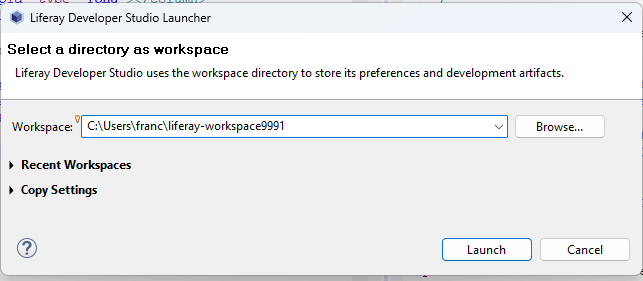 Liferay Developer Studio Launcher
Select a directory as workspace
Liferay Developer Studio uses the workspace directory to store its preferences and development artifacts.
Workspace: C:\Users\franc\liferay-workspace9991 Browse...
Recent Workspaces
Copy Settings
? Launch Cancel